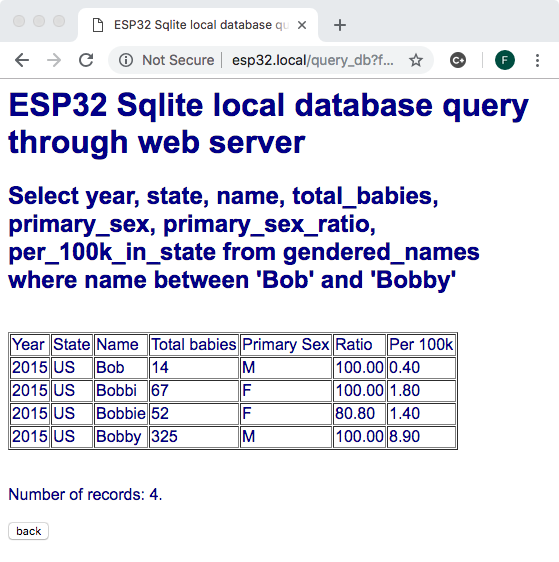 ESP32 Sqlite local database qu
Not Secure esp32.local/query_db?f...
F
ESP32 Sqlite local database query
through web server
Select year, state, name, total_babies,
primary_sex, primary_sex_ratio,
per_100k_in_state from gendered_names
where name between 'Bob' and 'Bobby'
Year State Name Total babies Primary Sex Ratio Per 100k
2015 US Bob 14 M 100.00 0.40
2015 US Bobbi 67 F 100.00 1.80
2015 US Bobbie 52 F 80.80 1.40
2015 US Bobby 325 M 100.00 8.90
Number of records: 4.
back